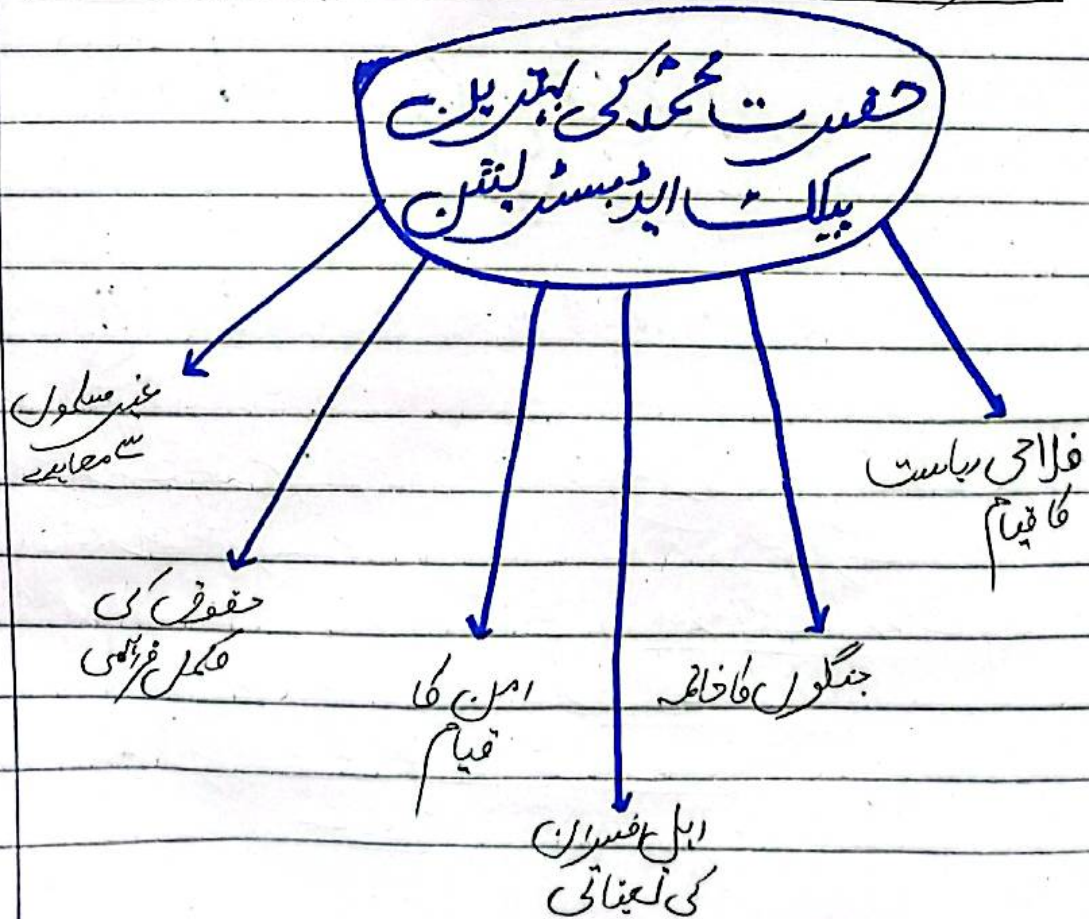 حضرت محمدؐ کی بہترین
پبلک ایڈمنسٹریشن
فلاحی ریاست
کا قیام
جنگوں کا خاتمہ
اہل افسران
کی تعیناتی
امن کا
قیام
حقوق کی
مکمل فراہمی
غیر مسلموں
سے معاہدے